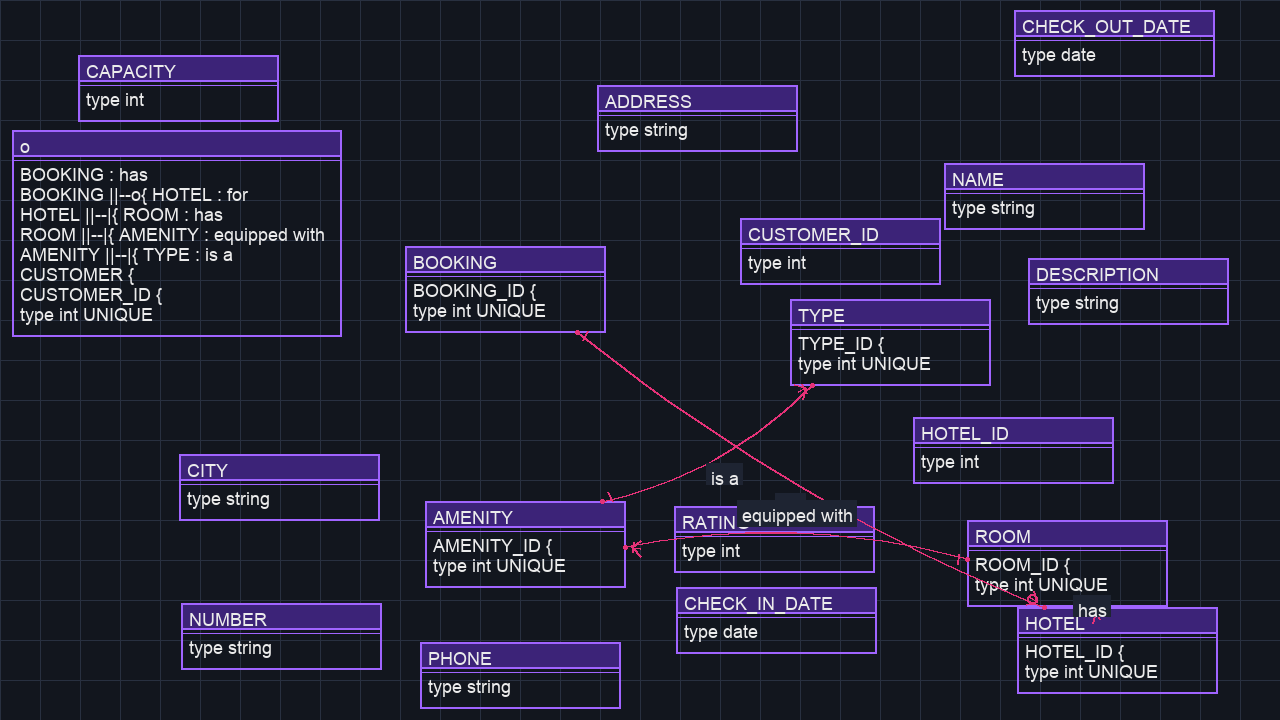 CHECK_OUT_DATE
type date
CAPACITY
type int
ADDRESS
type string
o
BOOKING : has
BOOKING ||--o{ HOTEL : for
HOTEL ||--|{ ROOM : has
ROOM ||--|{ AMENITY : equipped with
AMENITY ||--|{ TYPE : is a
CUSTOMER {
CUSTOMER_ID {
type int UNIQUE
NAME
type string
CUSTOMER_ID
type int
BOOKING
BOOKING_ID {
type int UNIQUE
DESCRIPTION
type string
TYPE
TYPE_ID {
type int UNIQUE
HOTEL_ID
type int
CITY
type string
is a
AMENITY
AMENITY_ID {
type int UNIQUE
equipped with
type int
ROOM
ROOM_ID {
type int UNIQUE
CHECK_IN_DATE
type date
has
NUMBER
type string
HOTEL
HOTEL_ID {
type int UNIQUE
PHONE
type string